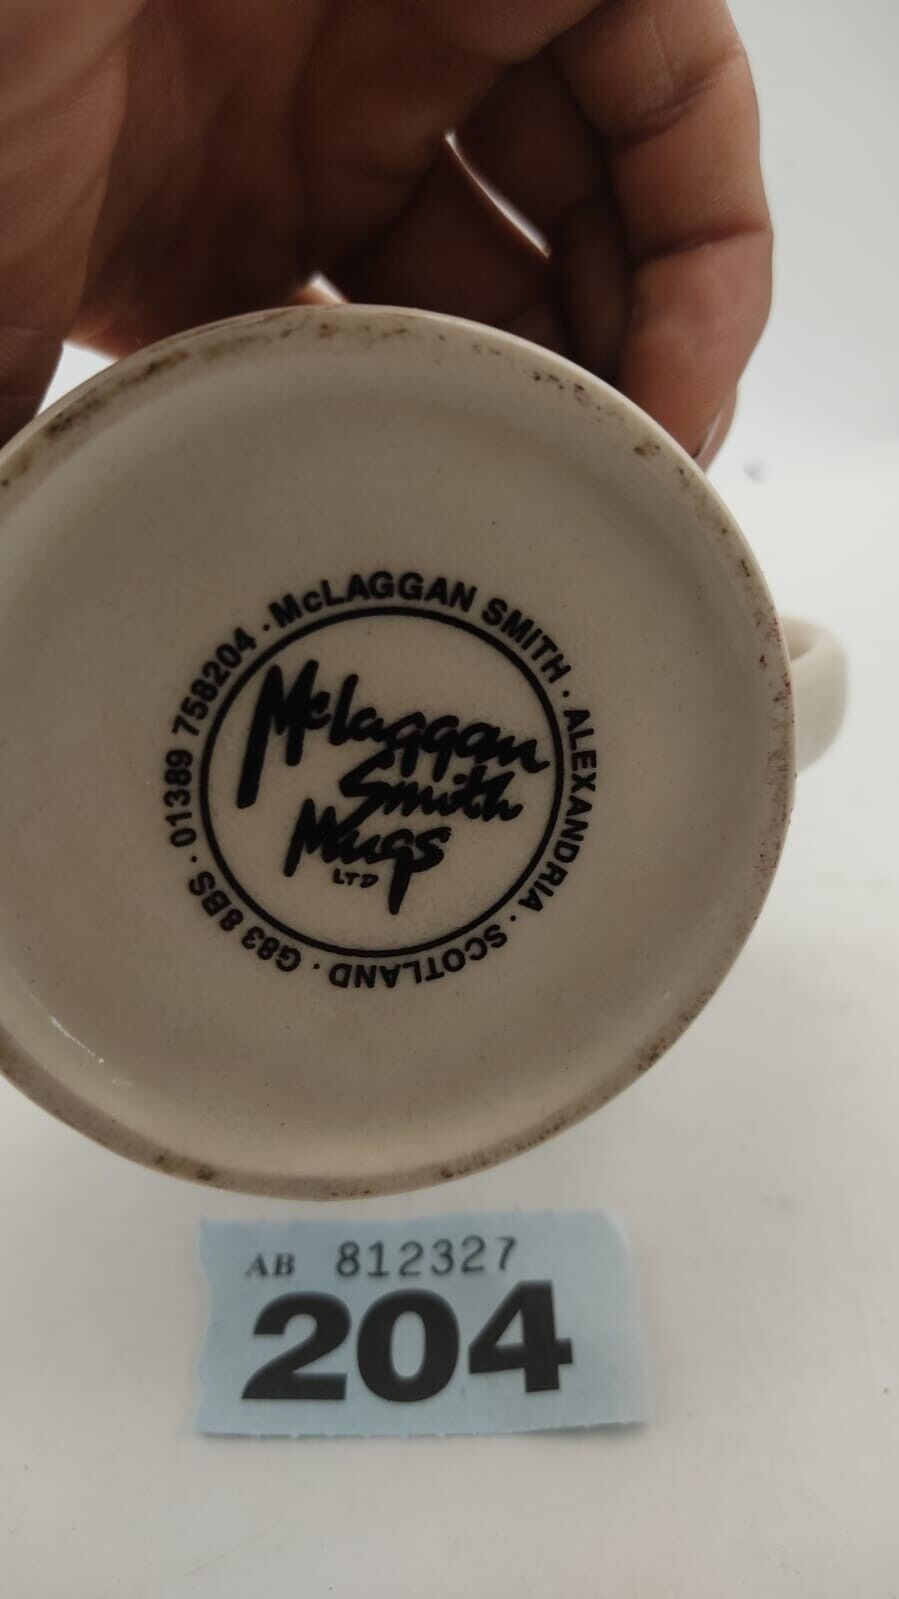 McLAGGAN SMITH · ALEXANDRIA · SCOTLAND · G83 8BS · 01389 758204 ·
Mclaggan
Smith
Mugs
LTD
AB 812327
204